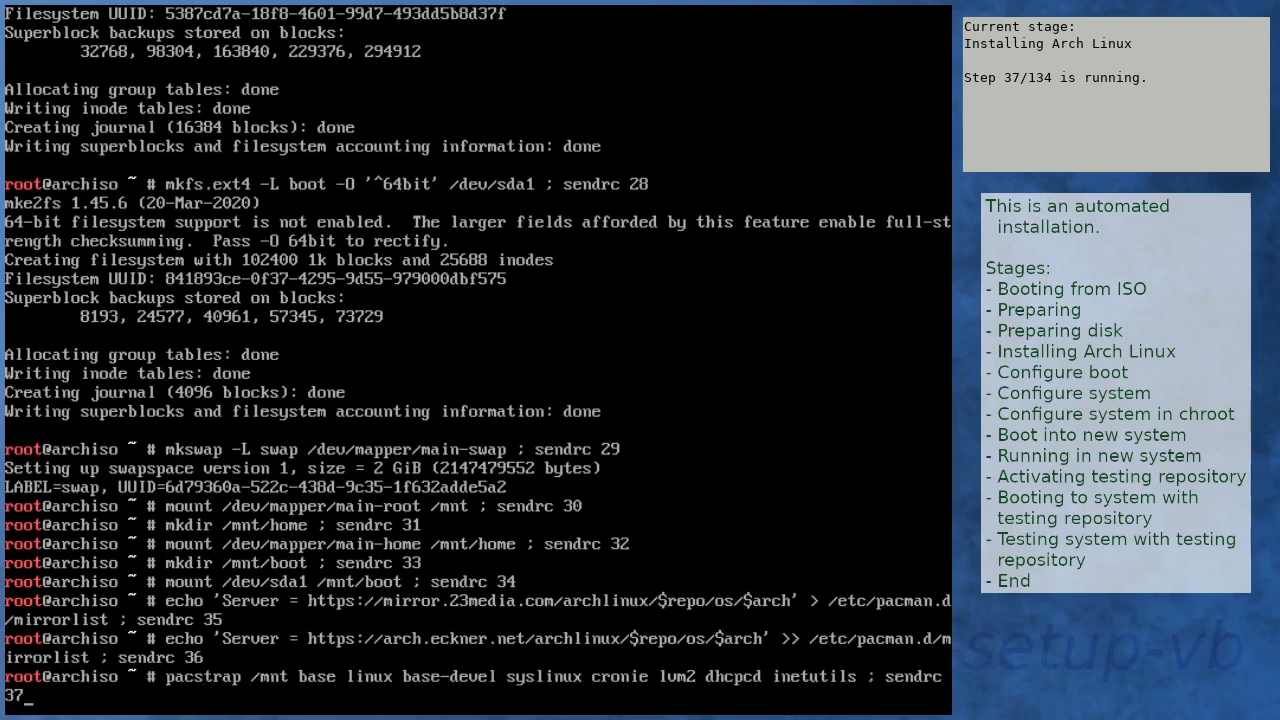 Filesystem UUID: 5387cd7a-18f8-4601-99d7-493dd5b8d37f
Superblock backups stored on blocks:
        32768, 98304, 163840, 229376, 294912

Allocating group tables: done
Writing inode tables: done
Creating journal (16384 blocks): done
Writing superblocks and filesystem accounting information: done

root@archiso ~ # mkfs.ext4 -L boot -O '^64bit' /dev/sda1 ; sendrc 28
mke2fs 1.45.6 (20-Mar-2020)
64-bit filesystem support is not enabled.  The larger fields afforded by this feature enable full-st
rength checksumming.  Pass -O 64bit to rectify.
Creating filesystem with 102400 1k blocks and 25688 inodes
Filesystem UUID: 841893ce-0f37-4295-9d55-979000dbf575
Superblock backups stored on blocks:
        8193, 24577, 40961, 57345, 73729

Allocating group tables: done
Writing inode tables: done
Creating journal (4096 blocks): done
Writing superblocks and filesystem accounting information: done

root@archiso ~ # mkswap -L swap /dev/mapper/main-swap ; sendrc 29
Setting up swapspace version 1, size = 2 GiB (2147479552 bytes)
LABEL=swap, UUID=6d79360a-522c-438d-9c35-1f632adde5a2
root@archiso ~ # mount /dev/mapper/main-root /mnt ; sendrc 30
root@archiso ~ # mkdir /mnt/home ; sendrc 31
root@archiso ~ # mount /dev/mapper/main-home /mnt/home ; sendrc 32
root@archiso ~ # mkdir /mnt/boot ; sendrc 33
root@archiso ~ # mount /dev/sda1 /mnt/boot ; sendrc 34
root@archiso ~ # echo 'Server = https://mirror.23media.com/archlinux/$repo/os/$arch' > /etc/pacman.d
/mirrorlist ; sendrc 35
root@archiso ~ # echo 'Server = https://arch.eckner.net/archlinux/$repo/os/$arch' >> /etc/pacman.d/m
irrorlist ; sendrc 36
root@archiso ~ # pacstrap /mnt base linux base-devel syslinux cronie lvm2 dhcpcd inetutils ; sendrc
37_
Current stage:
Installing Arch Linux

Step 37/134 is running.
This is an automated
installation.

Stages:
- Booting from ISO
- Preparing
- Preparing disk
- Installing Arch Linux
- Configure boot
- Configure system
- Configure system in chroot
- Boot into new system
- Running in new system
- Activating testing repository
- Booting to system with
testing repository
- Testing system with testing
repository
- End
setup-vb